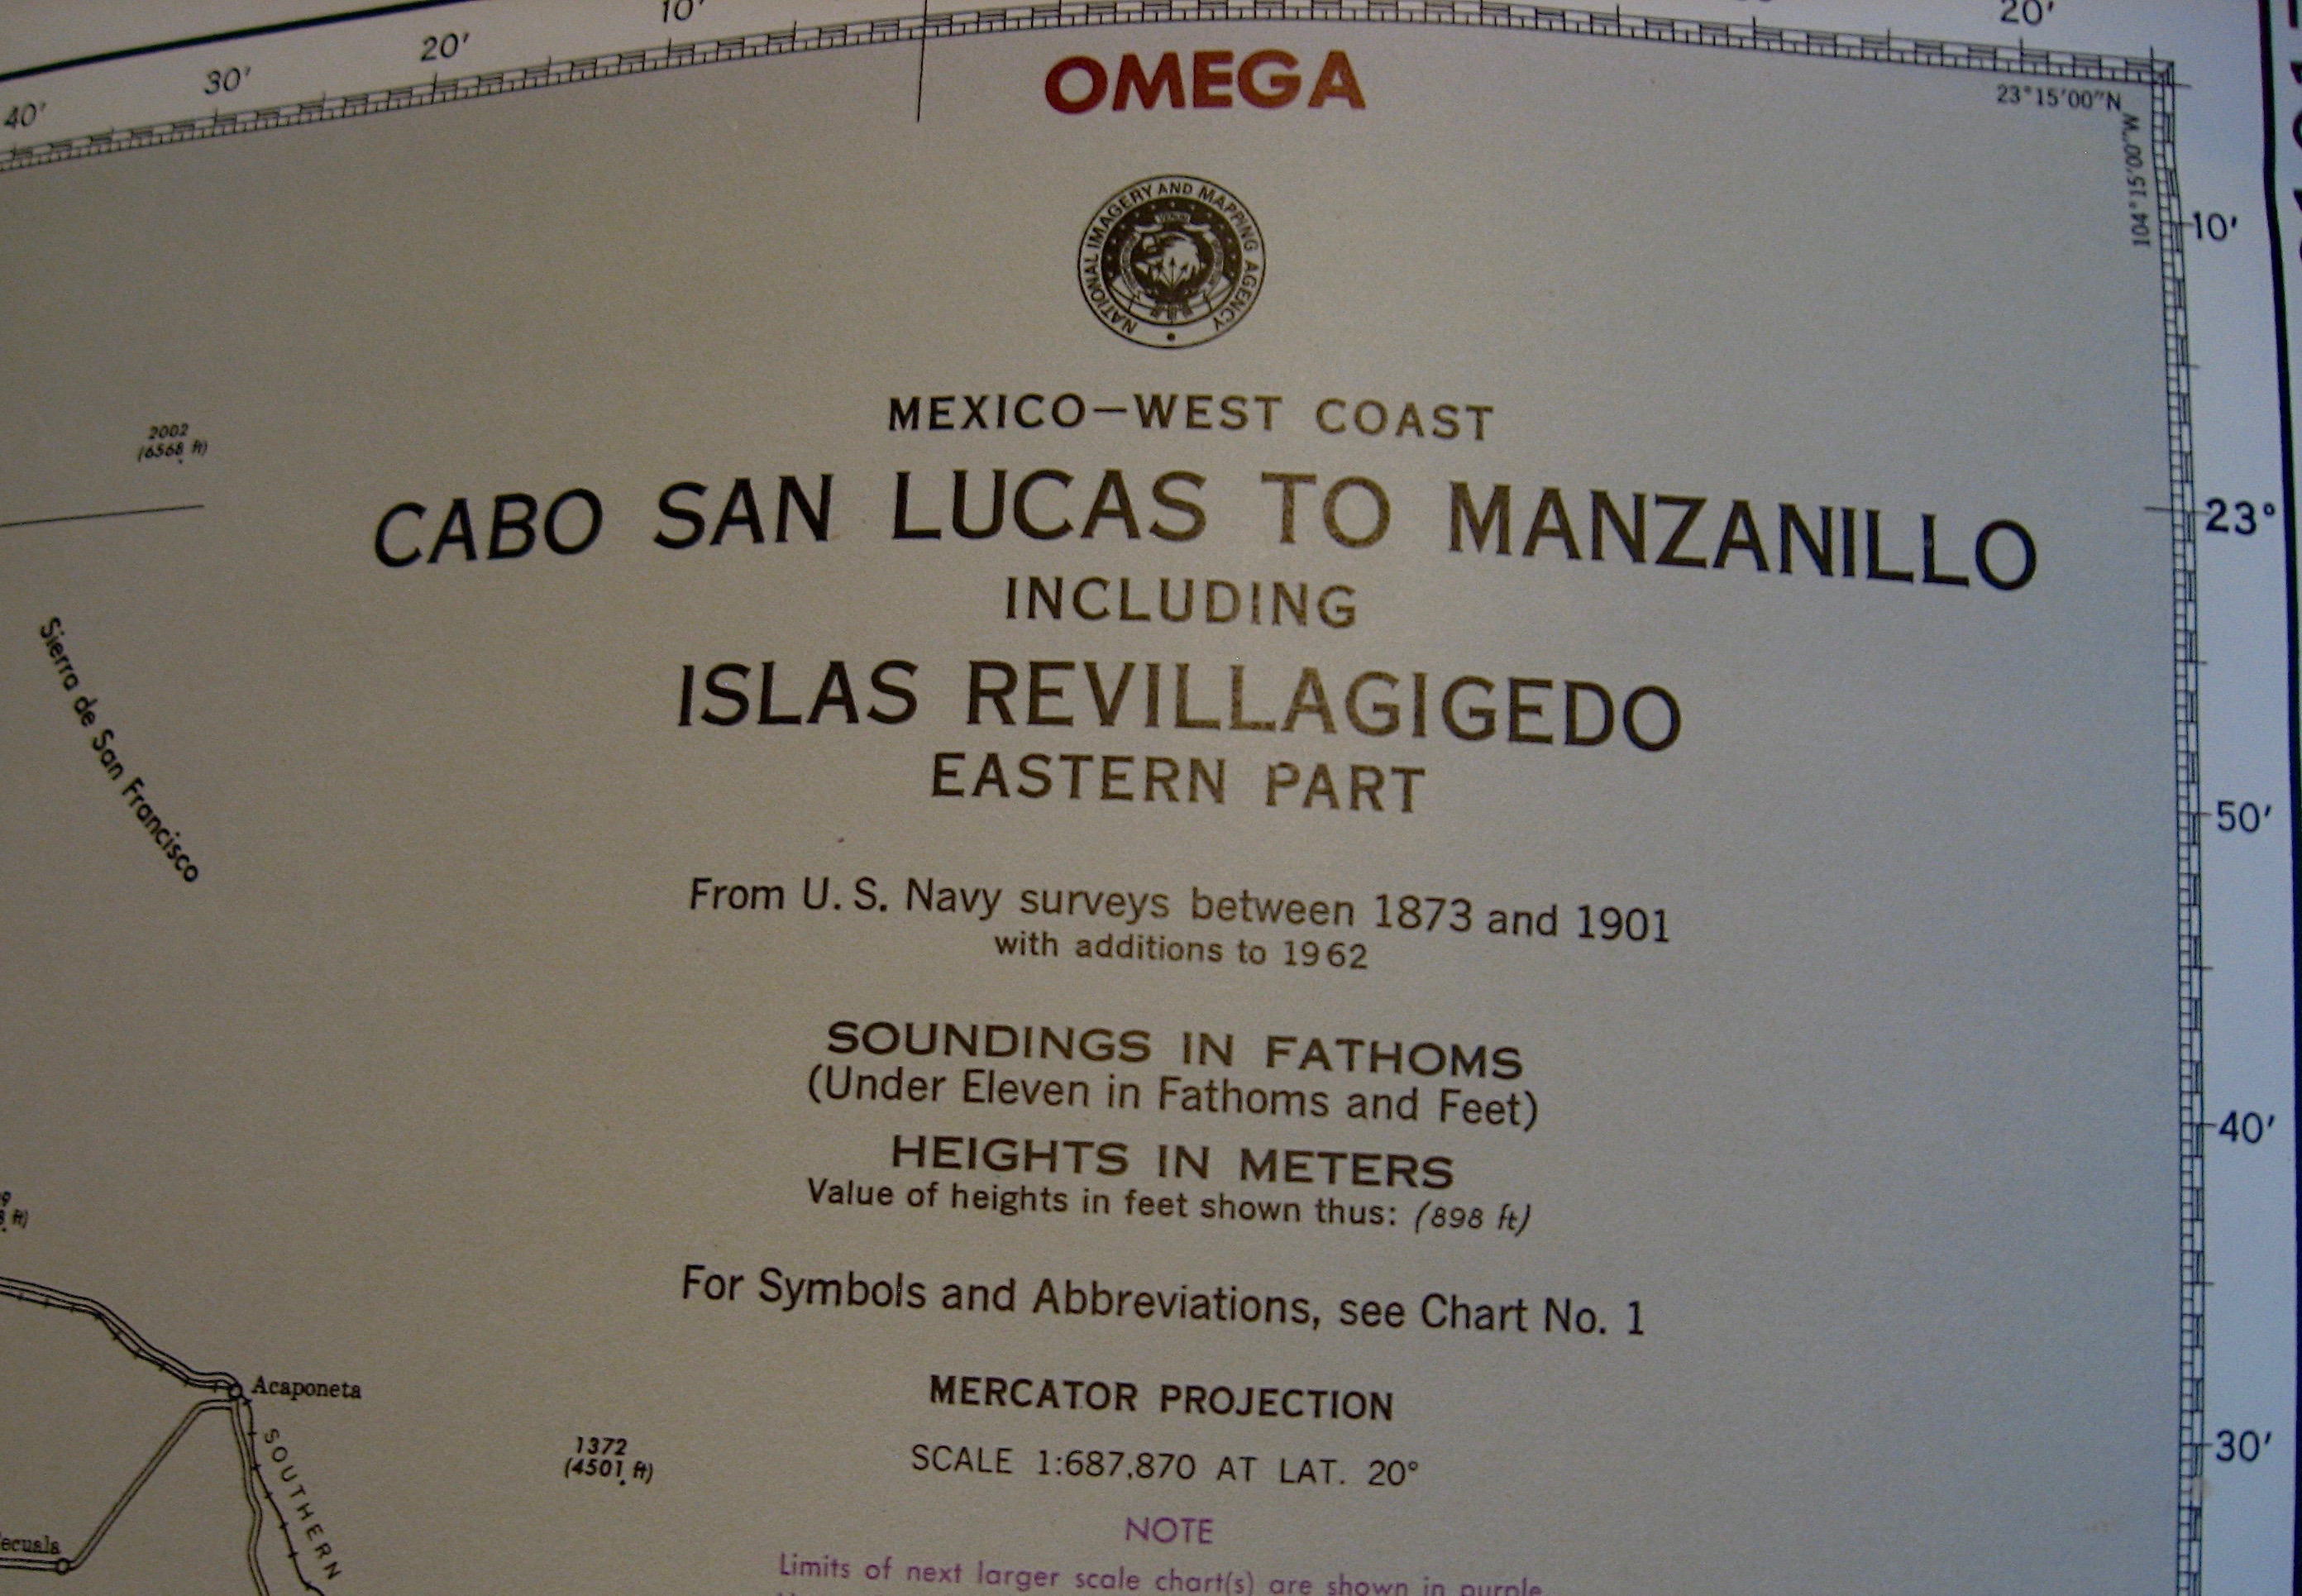 10'
20'
20'
30'
40'
OMEGA
23°15'00"N
104°15'00"W
NATIONAL IMAGERY AND MAPPING AGENCY
10'
MEXICO—WEST COAST
2002
(6568 ft)
CABO SAN LUCAS TO MANZANILLO
23°
INCLUDING
Sierra de San Francisco
ISLAS REVILLAGIGEDO
EASTERN PART
50'
From U. S. Navy surveys between 1873 and 1901
with additions to 1962
SOUNDINGS IN FATHOMS
(Under Eleven in Fathoms and Feet)
40'
HEIGHTS IN METERS
Value of heights in feet shown thus: (898 ft)
ft)
For Symbols and Abbreviations, see Chart No. 1
Acaponeta
MERCATOR PROJECTION
SOUTHERN
1372
(4501 ft)
SCALE 1:687,870 AT LAT. 20°
30'
NOTE
ecuala
Limits of next larger scale chart(s) are shown in purple